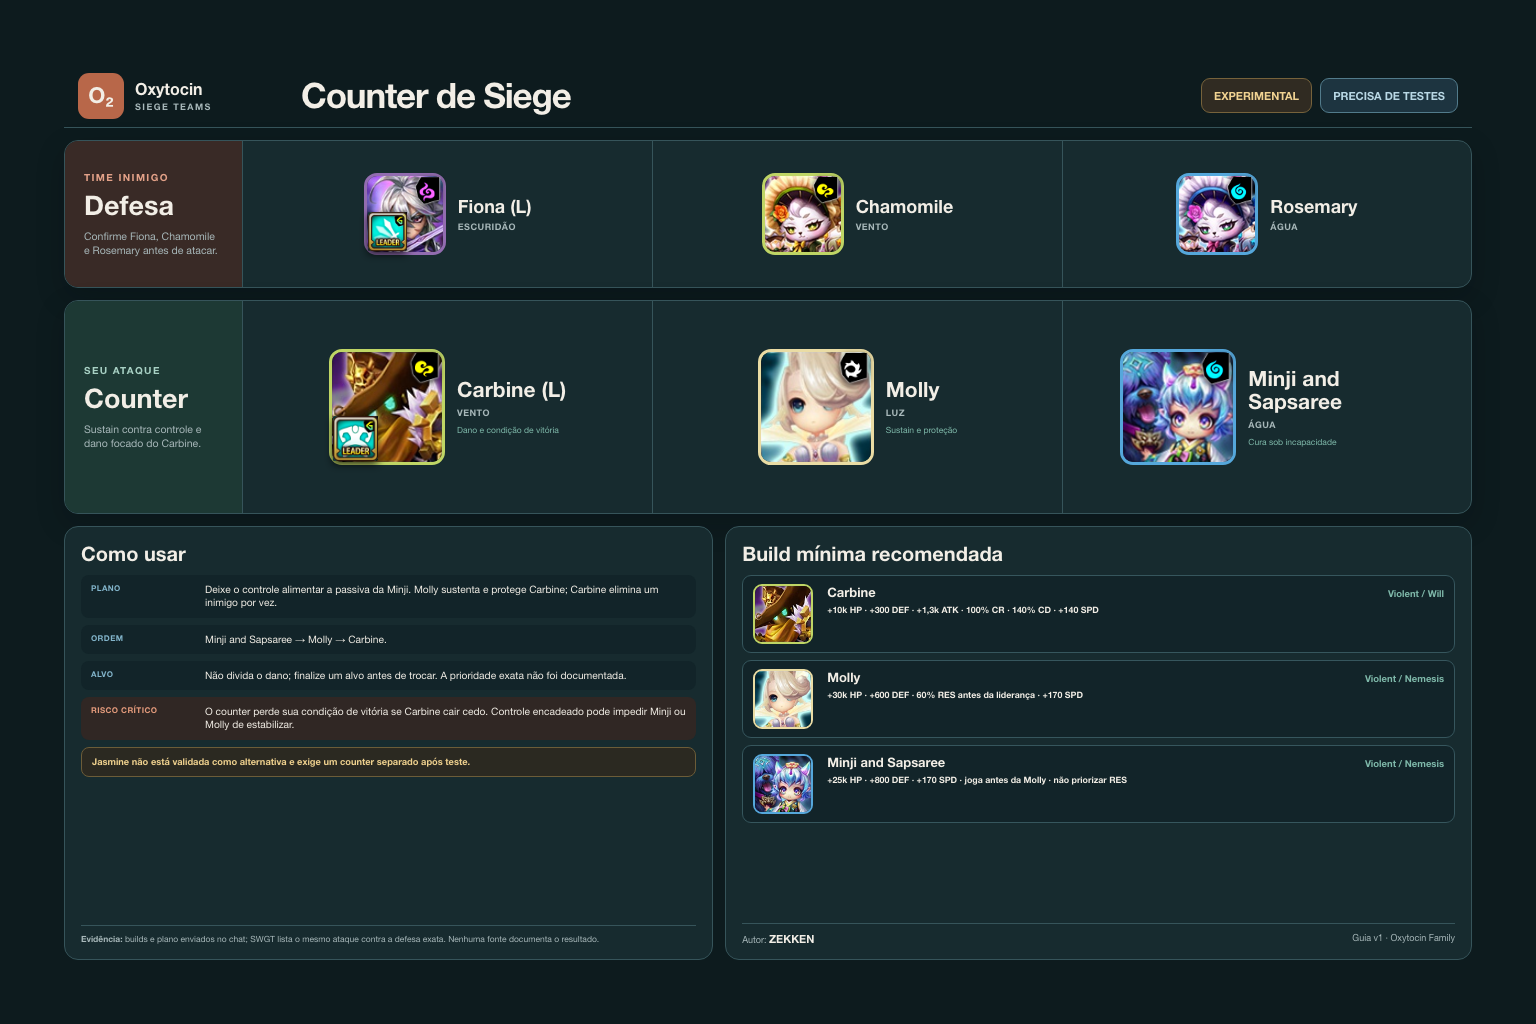 O₂
Oxytocin
SIEGE TEAMS
Counter de Siege
EXPERIMENTAL
PRECISA DE TESTES
TIME INIMIGO
Defesa
Confirme Fiona, Chamomile
e Rosemary antes de atacar.
LEADER
Fiona (L)
ESCURIDÃO
Chamomile
VENTO
Rosemary
ÁGUA
SEU ATAQUE
Counter
Sustain contra controle e
dano focado do Carbine.
LEADER
Carbine (L)
VENTO
Dano e condição de vitória
Molly
LUZ
Sustain e proteção
Minji and
Sapsaree
ÁGUA
Cura sob incapacidade
Como usar
PLANO
Deixe o controle alimentar a passiva da Minji. Molly sustenta e protege Carbine; Carbine elimina um
inimigo por vez.
ORDEM
Minji and Sapsaree → Molly → Carbine.
ALVO
Não divida o dano; finalize um alvo antes de trocar. A prioridade exata não foi documentada.
RISCO CRÍTICO
O counter perde sua condição de vitória se Carbine cair cedo. Controle encadeado pode impedir Minji ou
Molly de estabilizar.
Jasmine não está validada como alternativa e exige um counter separado após teste.
Evidência: builds e plano enviados no chat; SWGT lista o mesmo ataque contra a defesa exata. Nenhuma fonte documenta o resultado.
Build mínima recomendada
Carbine
Violent / Will
+10k HP · +300 DEF · +1,3k ATK · 100% CR · 140% CD · +140 SPD
Molly
Violent / Nemesis
+30k HP · +600 DEF · 60% RES antes da liderança · +170 SPD
Minji and Sapsaree
Violent / Nemesis
+25k HP · +800 DEF · +170 SPD · joga antes da Molly · não priorizar RES
Autor: ZEKKEN
Guia v1 · Oxytocin Family